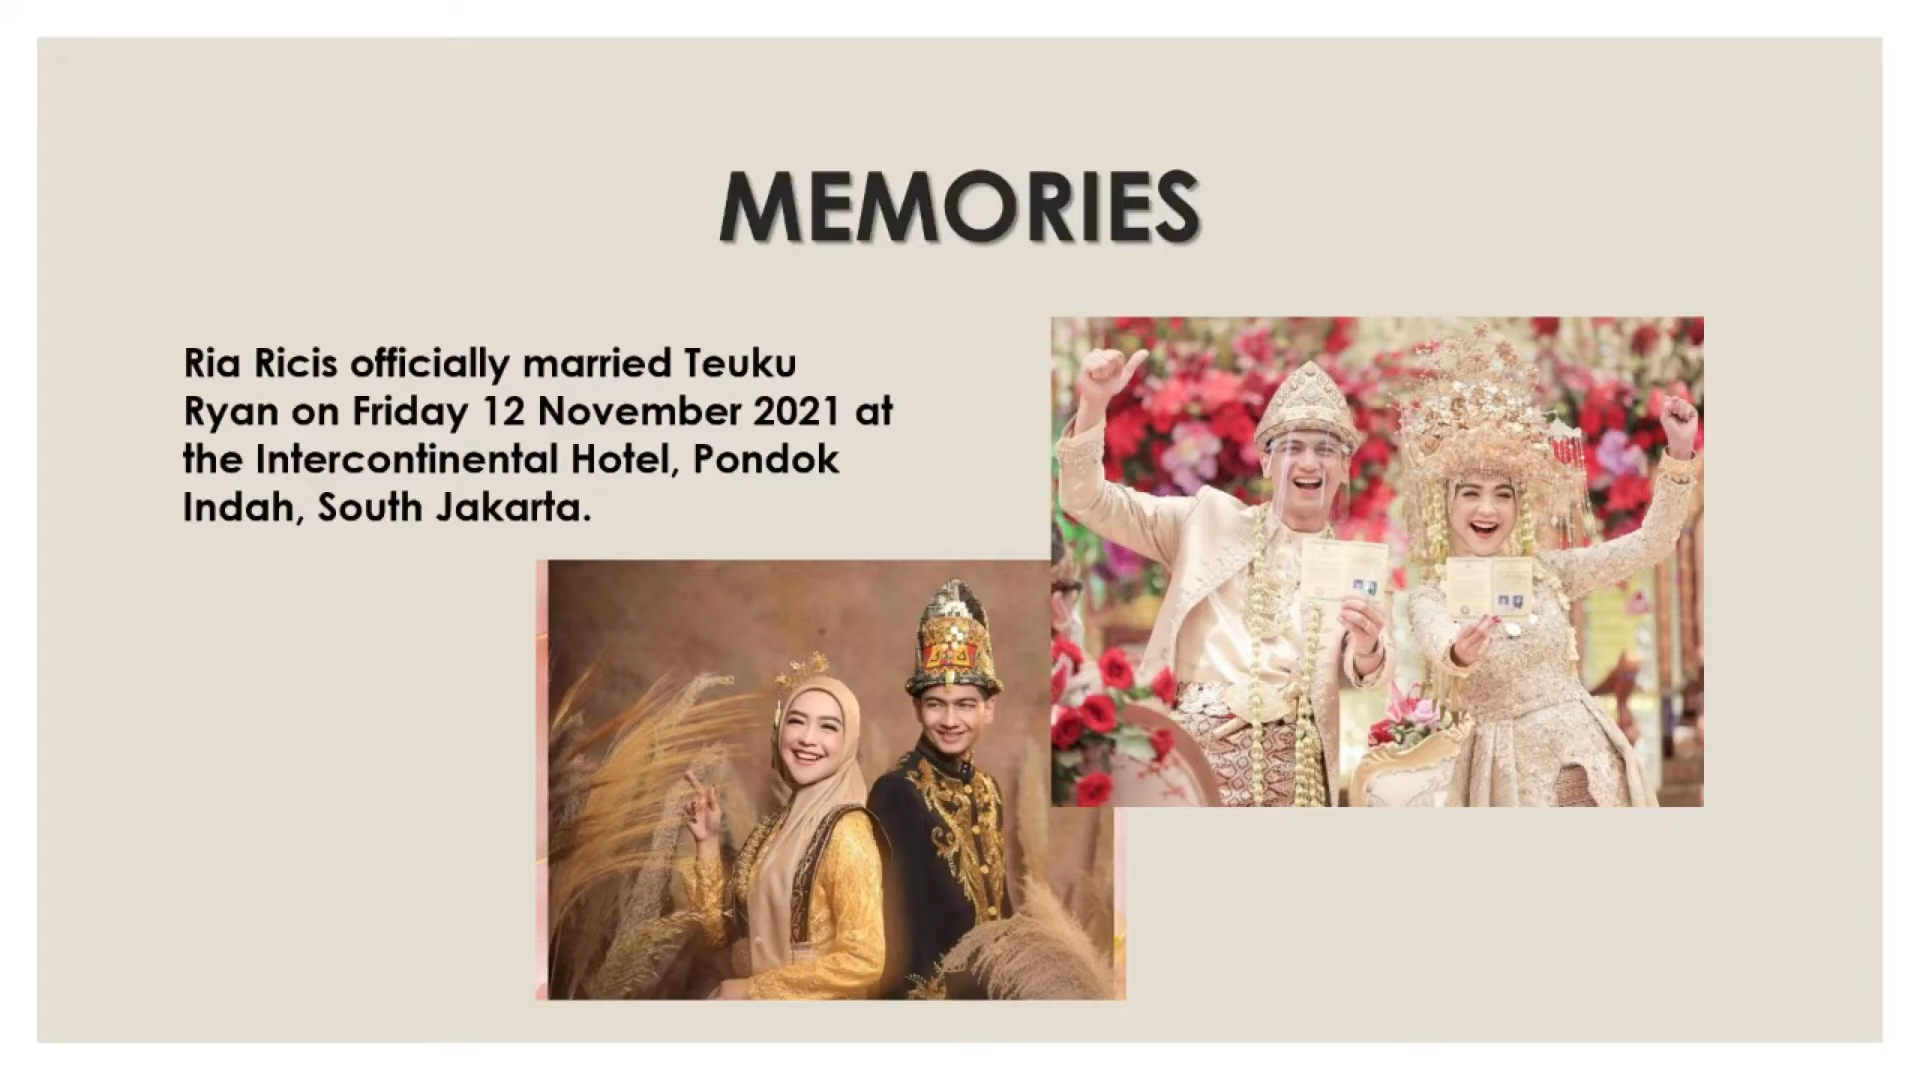 MEMORIES
Ria Ricis officially married Teuku
Ryan on Friday 12 November 2021 at
the Intercontinental Hotel, Pondok
Indah, South Jakarta.